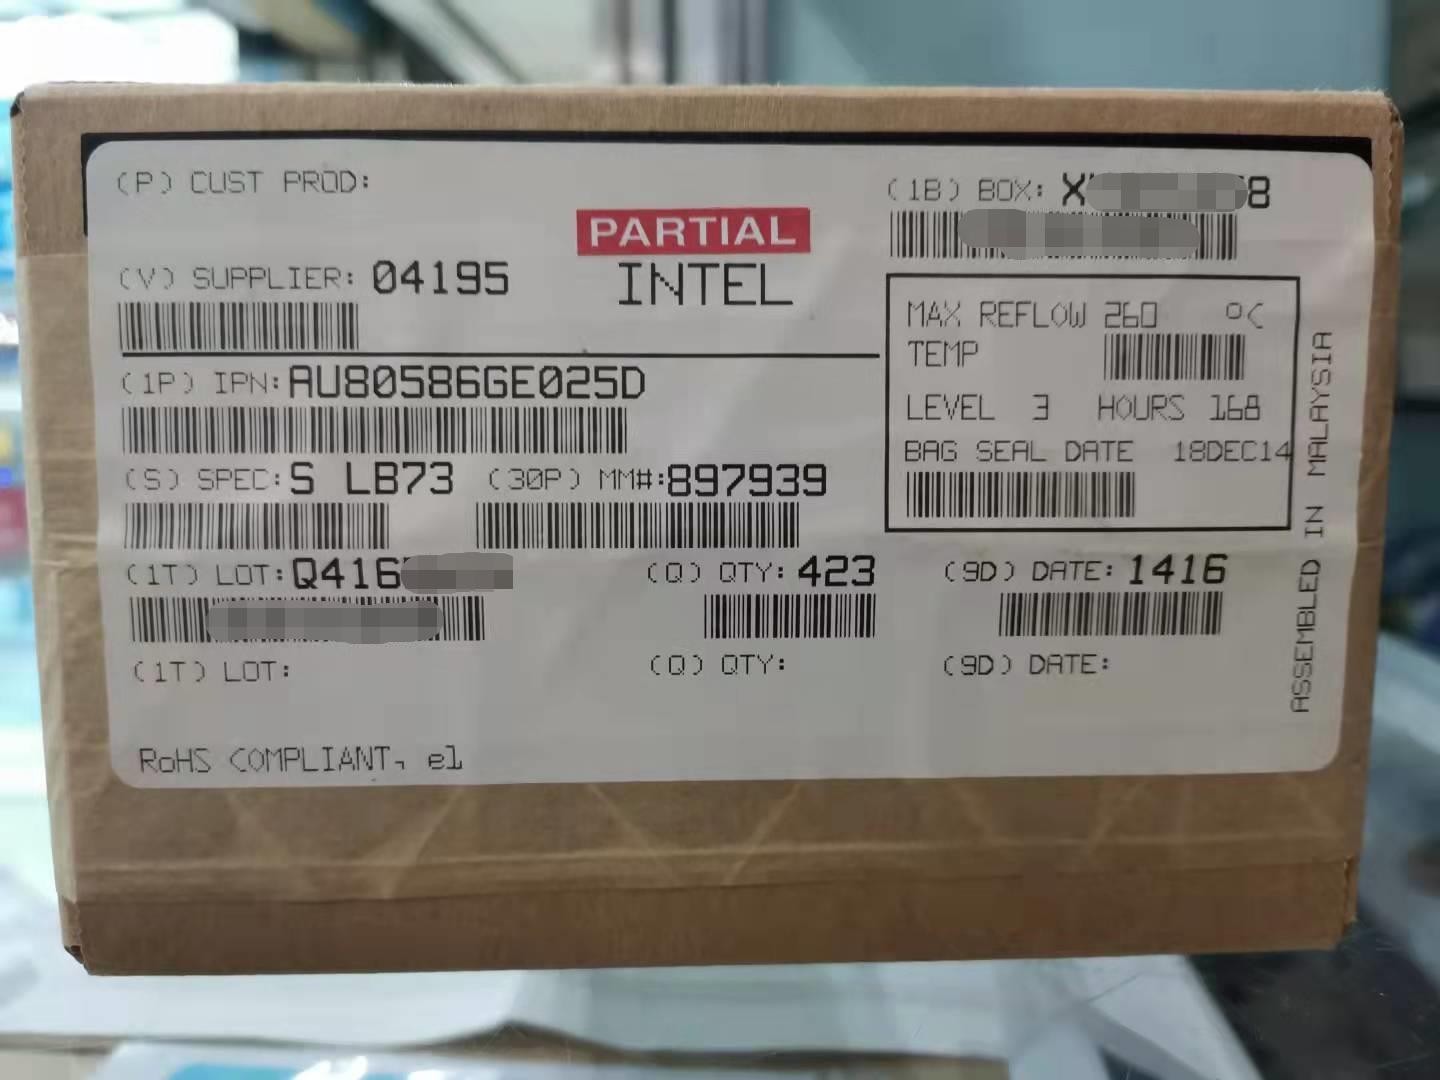 (P) CUST PROD:
(1B) BOX: X 8
PARTIAL
INTEL
(V) SUPPLIER: 04195
MAX REFLOW 260 °C
TEMP
(1P) IPN: AU80586GE025D
LEVEL 3 HOURS 168
BAG SEAL DATE 18DEC14
(S) SPEC: S LB73 (30P) MM#: 897939
(1T) LOT: Q416
(Q) QTY: 423
(9D) DATE: 1416
(1T) LOT:
(Q) QTY:
(9D) DATE:
RoHS COMPLIANT, e1
ASSEMBLED IN MALAYSIA